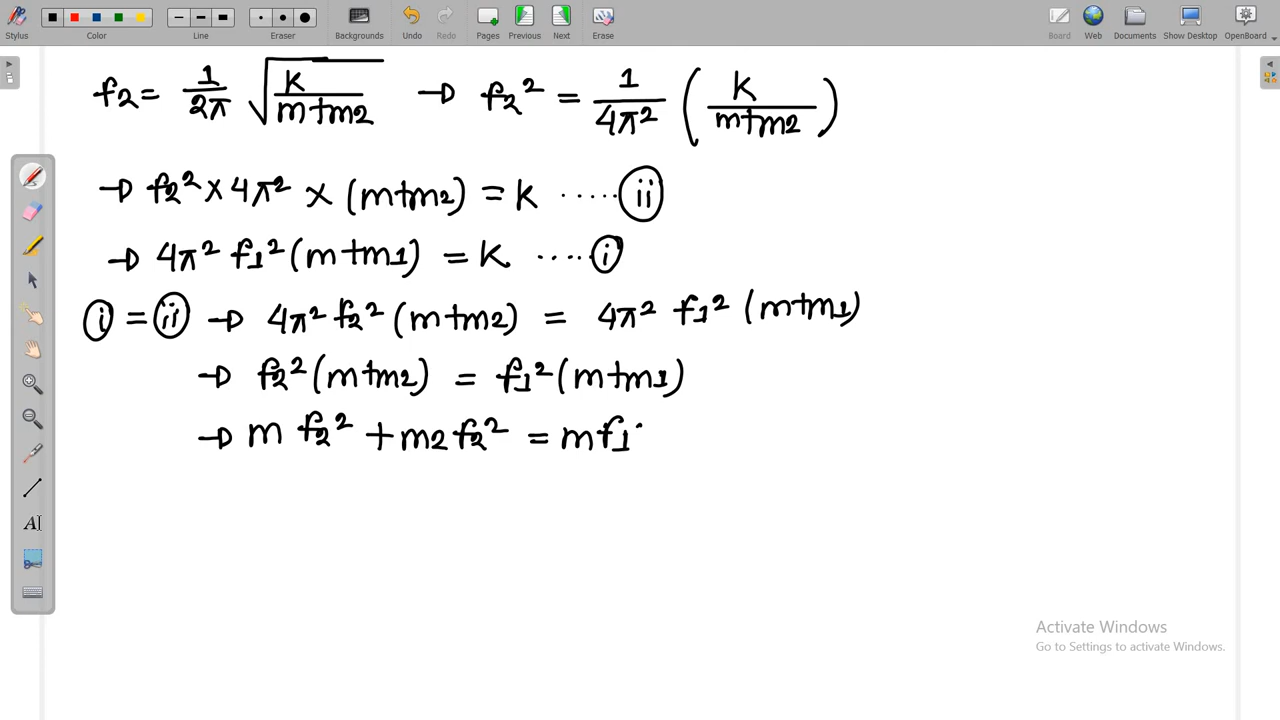 Stylus Color Line Eraser Backgrounds Undo Redo Pages Previous Next Erase Board Web Documents Show Desktop OpenBoard
f₂ = 1/2π √(k/(m+m₂)) → f₂² = 1/4π² (k/(m+m₂))
→ f₂² × 4π² × (m+m₂) = k ..... ⓘⓘ
→ 4π² f₁² (m+m₁) = k ..... ⓘ
ⓘ = ⓘⓘ → 4π² f₂² (m+m₂) = 4π² f₁² (m+m₁)
→ f₂² (m+m₂) = f₁² (m+m₁)
→ m f₂² + m₂ f₂² = m f₁
Activate Windows
Go to Settings to activate Windows.